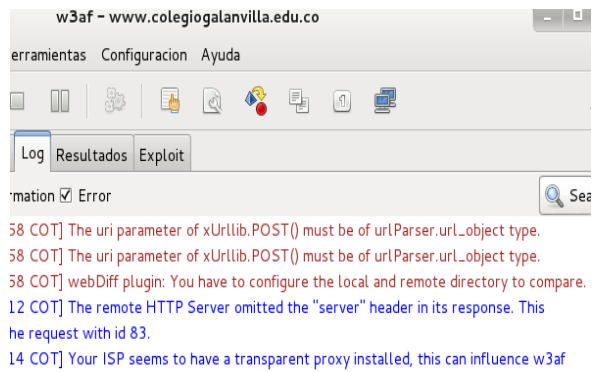 w3af - www.colegiogalanvilla.edu.co
erramientas Configuracion Ayuda
1
Log Resultados Exploit
rmation Error Sea
58 COT] The uri parameter of xUrllib.POST() must be of urlParser.url_object type.
58 COT] The uri parameter of xUrllib.POST() must be of urlParser.url_object type.
58 COT] webDiff plugin: You have to configure the local and remote directory to compare.
12 COT] The remote HTTP Server omitted the "server" header in its response. This
he request with id 83.
14 COT] Your ISP seems to have a transparent proxy installed, this can influence w3af